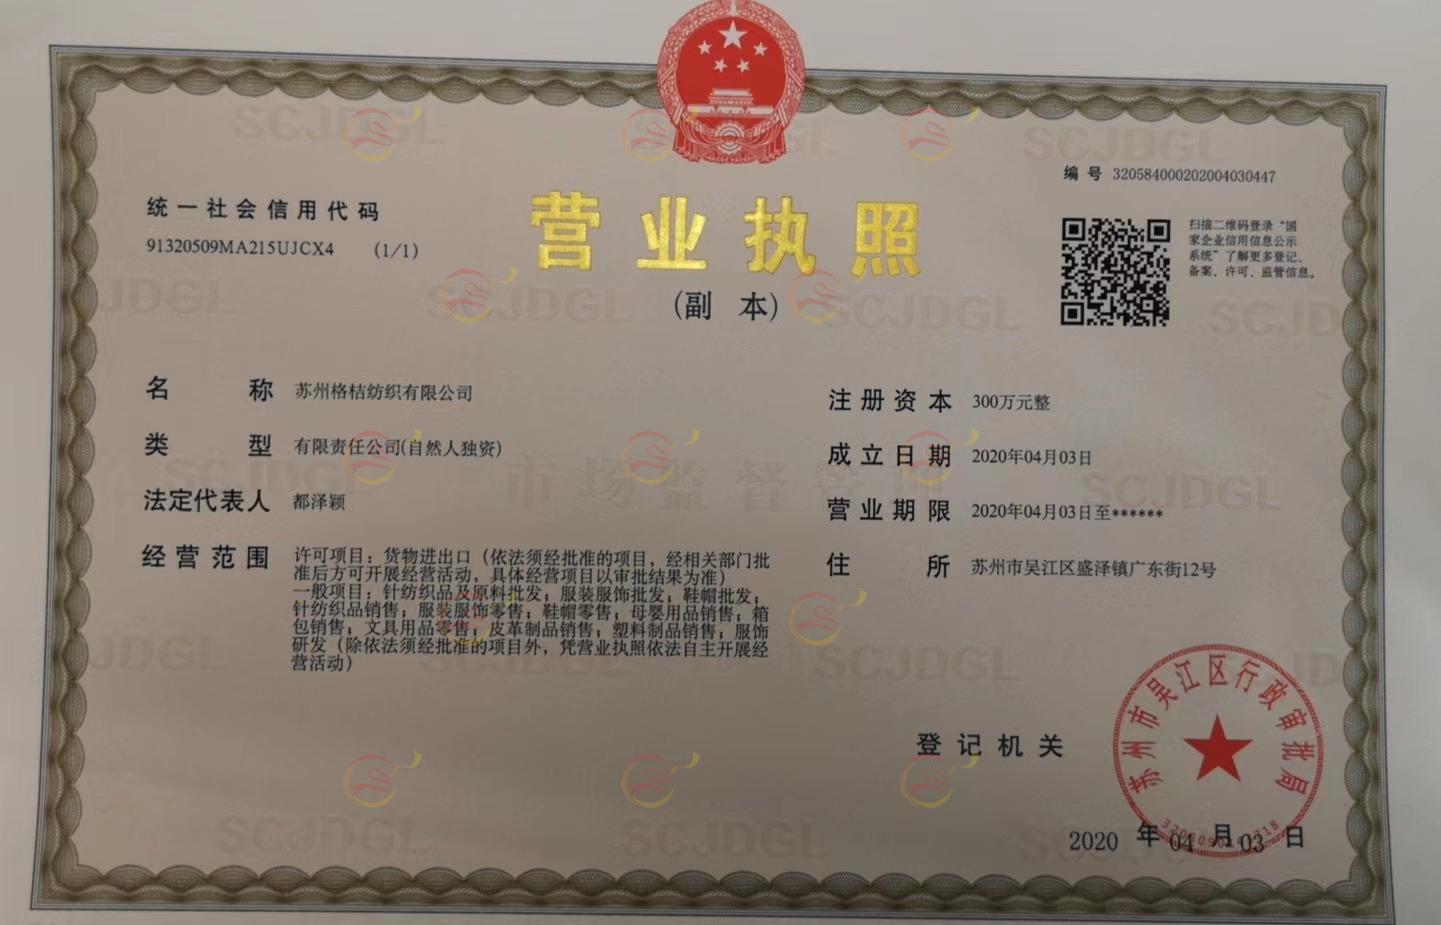 编号 320584000202004030447
统一社会信用代码
91320509MA215UJCX4 (1/1)
营业执照
(副 本)
扫描二维码登录“国
家企业信用信息公示
系统”了解更多登记、
备案、许可、监管信息。
名 称 苏州格桔纺织有限公司
类 型 有限责任公司(自然人独资)
法定代表人 都泽颖
经营范围 许可项目：货物进出口（依法须经批准的项目，经相关部门批
准后方可开展经营活动，具体经营项目以审批结果为准）
一般项目：针纺织品及原料批发；服装服饰批发；鞋帽批发；
针纺织品销售；服装服饰零售；鞋帽零售；母婴用品销售；箱
包销售；文具用品零售；皮革制品销售；塑料制品销售；服饰
研发（除依法须经批准的项目外，凭营业执照依法自主开展经
营活动）
注册资本 300万元整
成立日期 2020年04月03日
营业期限 2020年04月03日至******
住 所 苏州市吴江区盛泽镇广东街12号
登记机关
苏州市吴江区行政审批局
2020 年 04 月 03 日
SCJDGL
市场监督管理